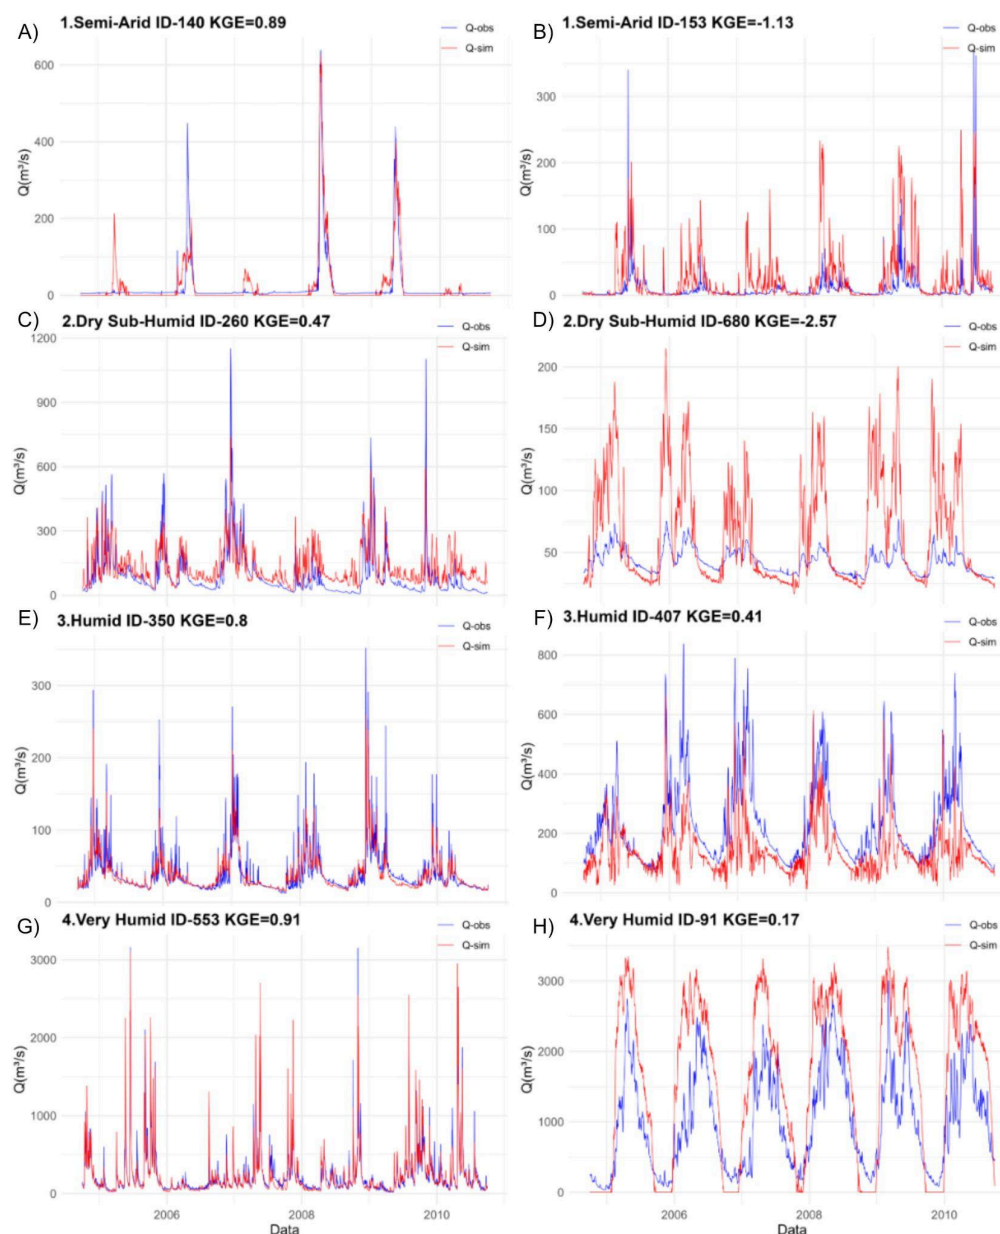 A) 1.Semi-Arid ID-140 KGE=0.89
Q-obs
Q-sim
600
400
200
0
Q(m³/s)
B) 1.Semi-Arid ID-153 KGE=-1.13
Q-obs
Q-sim
300
200
100
0
Q(m³/s)
C) 2.Dry Sub-Humid ID-260 KGE=0.47
Q-obs
Q-sim
1200
900
600
300
0
Q(m³/s)
D) 2.Dry Sub-Humid ID-680 KGE=-2.57
Q-obs
Q-sim
200
150
100
50
Q(m³/s)
E) 3.Humid ID-350 KGE=0.8
Q-obs
Q-sim
300
200
100
0
Q(m³/s)
F) 3.Humid ID-407 KGE=0.41
Q-obs
Q-sim
800
600
400
200
0
Q(m³/s)
G) 4.Very Humid ID-553 KGE=0.91
Q-obs
Q-sim
3000
2000
1000
0
Q(m³/s)
2006 2008 2010
Data
H) 4.Very Humid ID-91 KGE=0.17
Q-obs
Q-sim
3000
2000
1000
0
Q(m³/s)
2006 2008 2010
Data